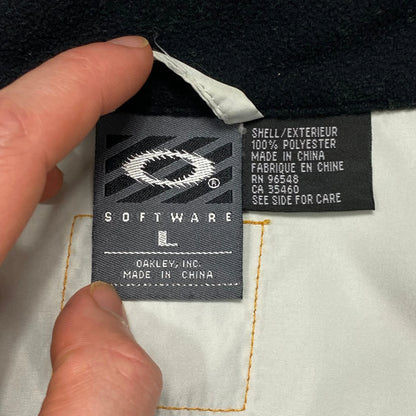 SOFTWARE
L
OAKLEY, INC.
MADE IN CHINA
SHELL/EXTERIEUR
100% POLYESTER
MADE IN CHINA
FABRIQUE EN CHINE
RN 96548
CA 35460
SEE SIDE FOR CARE